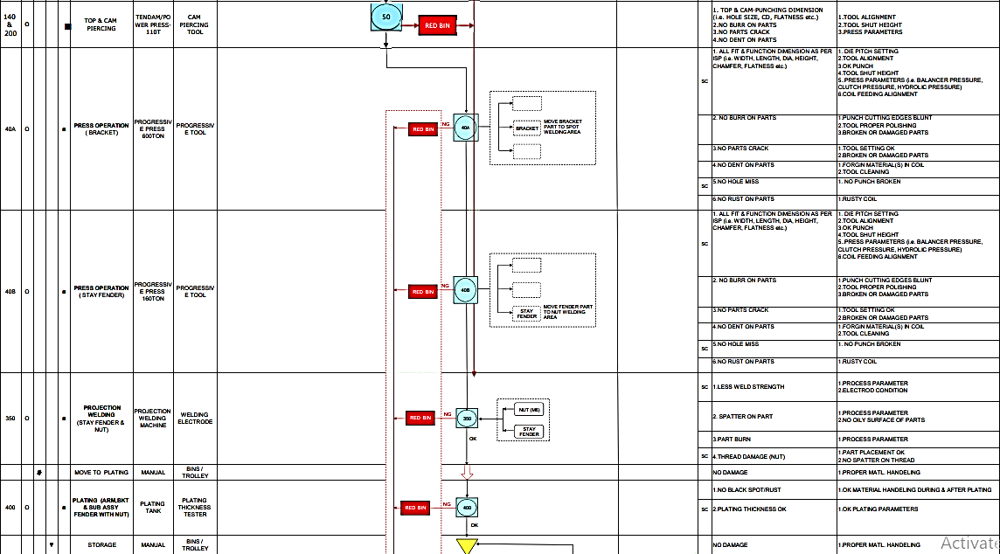 140
&
200
O
TOP & CAM
PIERCING
TENDAM/PO
WER PRESS-
110T
CAM
PIERCING
TOOL
50
RED BIN
1. TOP & CAM-PUNCHING DIMENSION
(i.e. HOLE SIZE, CD, FLATNESS etc.)
2.NO BURR ON PARTS
3.NO PARTS CRACK
4.NO DENT ON PARTS
1.TOOL ALIGNMENT
2.TOOL SHUT HEIGHT
3.PRESS PARAMETERS
40A
O
PRESS OPERATION
( BRACKET)
PROGRESSIV
E PRESS
600TON
PROGRESSIV
E TOOL
RED BIN
NG
40A
BRACKET
MOVE BRACKET
PART TO SPOT
WELDING AREA
SC
1. ALL FIT & FUNCTION DIMENSION AS PER
ISP (i.e. WIDTH, LENGTH, DIA, HEIGHT,
CHAMFER, FLATNESS etc.)
1. DIE PITCH SETTING
2.TOOL ALIGNMENT
3.OK PUNCH
4.TOOL SHUT HEIGHT
5..PRESS PARAMETERS (i.e. BALANCER PRESSURE,
CLUTCH PRESSURE, HYDROLIC PRESSURE)
6.COIL FEEDING ALIGNMENT
2. NO BURR ON PARTS
1.PUNCH CUTTING EDGES BLUNT
2.TOOL PROPER POLISHING
3.BROKEN OR DAMAGED PARTS
3.NO PARTS CRACK
1.TOOL SETTING OK
2.BROKEN OR DAMAGED PARTS
4.NO DENT ON PARTS
1.FORGIN MATERIAL(S) IN COIL
2.TOOL CLEANING
SC
5.NO HOLE MISS
1. NO PUNCH BROKEN
6.NO RUST ON PARTS
1.RUSTY COIL
40B
O
PRESS OPERATION
( STAY FENDER)
PROGRESSIV
E PRESS
160TON
PROGRESSIV
E TOOL
RED BIN
NG
40B
STAY
FENDER
MOVE FENDER PART
TO NUT WELDING
AREA
SC
1. ALL FIT & FUNCTION DIMENSION AS PER
ISP (i.e. WIDTH, LENGTH, DIA, HEIGHT,
CHAMFER, FLATNESS etc.)
1. DIE PITCH SETTING
2.TOOL ALIGNMENT
3.OK PUNCH
4.TOOL SHUT HEIGHT
5..PRESS PARAMETERS (i.e. BALANCER PRESSURE,
CLUTCH PRESSURE, HYDROLIC PRESSURE)
6.COIL FEEDING ALIGNMENT
2. NO BURR ON PARTS
1.PUNCH CUTTING EDGES BLUNT
2.TOOL PROPER POLISHING
3.BROKEN OR DAMAGED PARTS
3.NO PARTS CRACK
1.TOOL SETTING OK
2.BROKEN OR DAMAGED PARTS
4.NO DENT ON PARTS
1.FORGIN MATERIAL(S) IN COIL
2.TOOL CLEANING
SC
5.NO HOLE MISS
1. NO PUNCH BROKEN
6.NO RUST ON PARTS
1.RUSTY COIL
350
O
PROJECTION
WELDING
(STAY FENDER &
NUT)
PROJECTION
WELDING
MACHINE
WELDING
ELECTRODE
RED BIN
NG
350
OK
NUT (M6)
STAY
FENDER
SC
1.LESS WELD STRENGTH
1.PROCESS PARAMETER
2.ELECTROD CONDITION
2. SPATTER ON PART
1.PROCESS PARAMETER
2.NO OILY SURFACE OF PARTS
3.PART BURN
1.PROCESS PARAMETER
SC
4.THREAD DAMAGE (NUT)
1.PART PLACEMENT OK
2.NO SPATTER ON THREAD
MOVE TO PLATING
MANUAL
BINS /
TROLLEY
NO DAMAGE
1.PROPER MATL. HANDELING
400
O
PLATING (ARM,BKT
& SUB ASSY
FENDER WITH NUT)
PLATING
TANK
PLATING
THICKNESS
TESTER
RED BIN
NG
400
OK
1.NO BLACK SPOT/RUST
1.OK MATERIAL HANDELING DURING & AFTER PLATING
SC
2.PLATING THICKNESS OK
1.OK PLATING PARAMETERS
STORAGE
MANUAL
BINS /
TROLLEY
NO DAMAGE
1.PROPER MATL. HANDELING
Activate